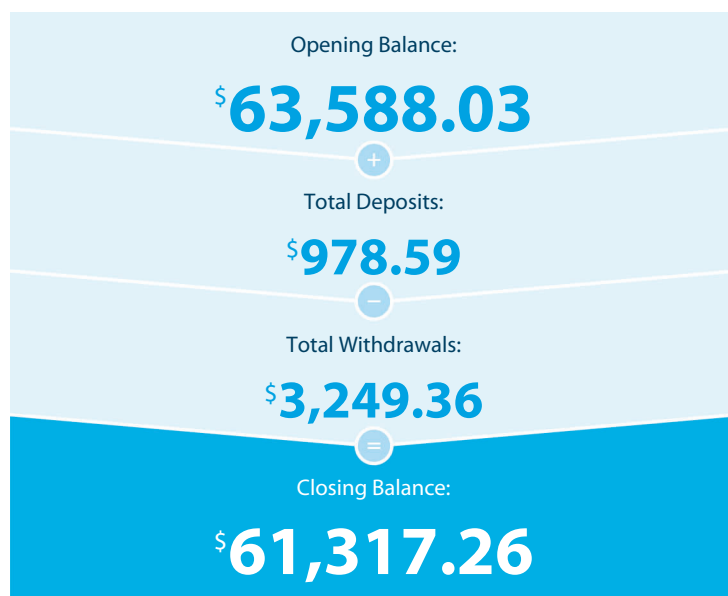 Opening Balance:
$63,588.03
+
Total Deposits:
$978.59
−
Total Withdrawals:
$3,249.36
=
Closing Balance:
$61,317.26